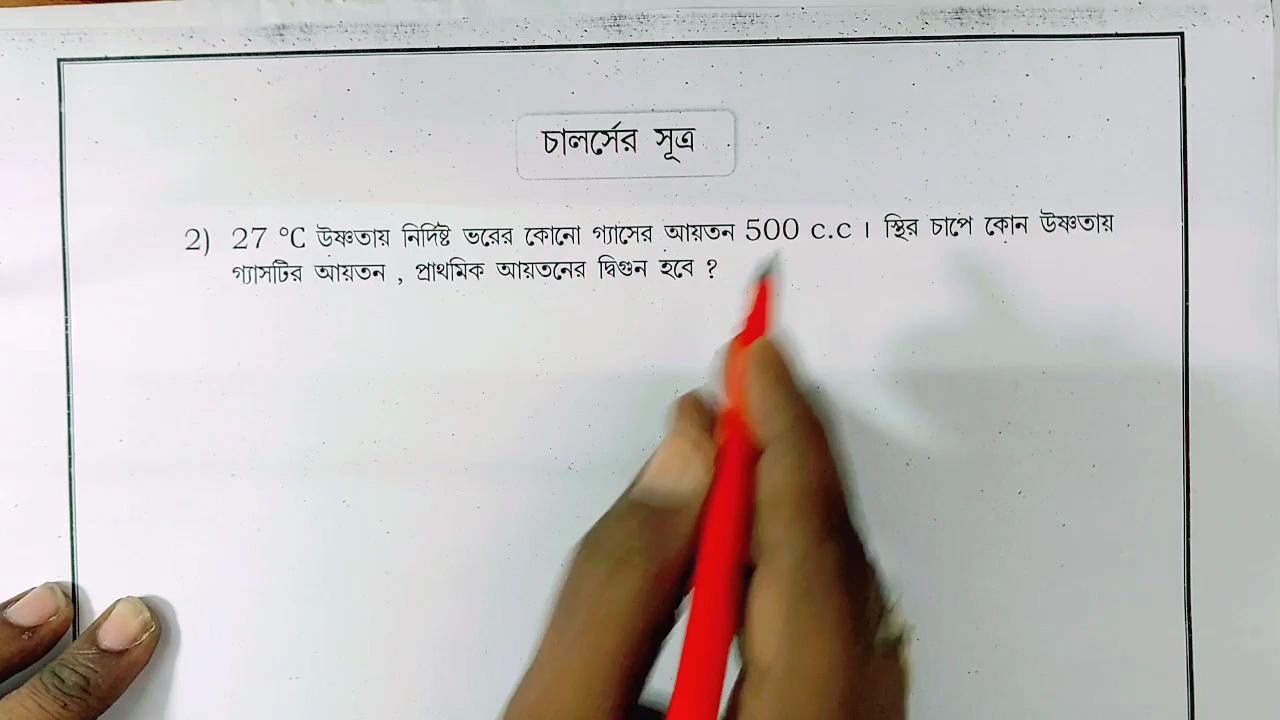 চালর্সের সূত্র
2) 27 °C উষ্ণতায় নির্দিষ্ট ভরের কোনো গ্যাসের আয়তন 500 c.c । স্থির চাপে কোন উষ্ণতায়
গ্যাসটির আয়তন , প্রাথমিক আয়তনের দ্বিগুন হবে ?